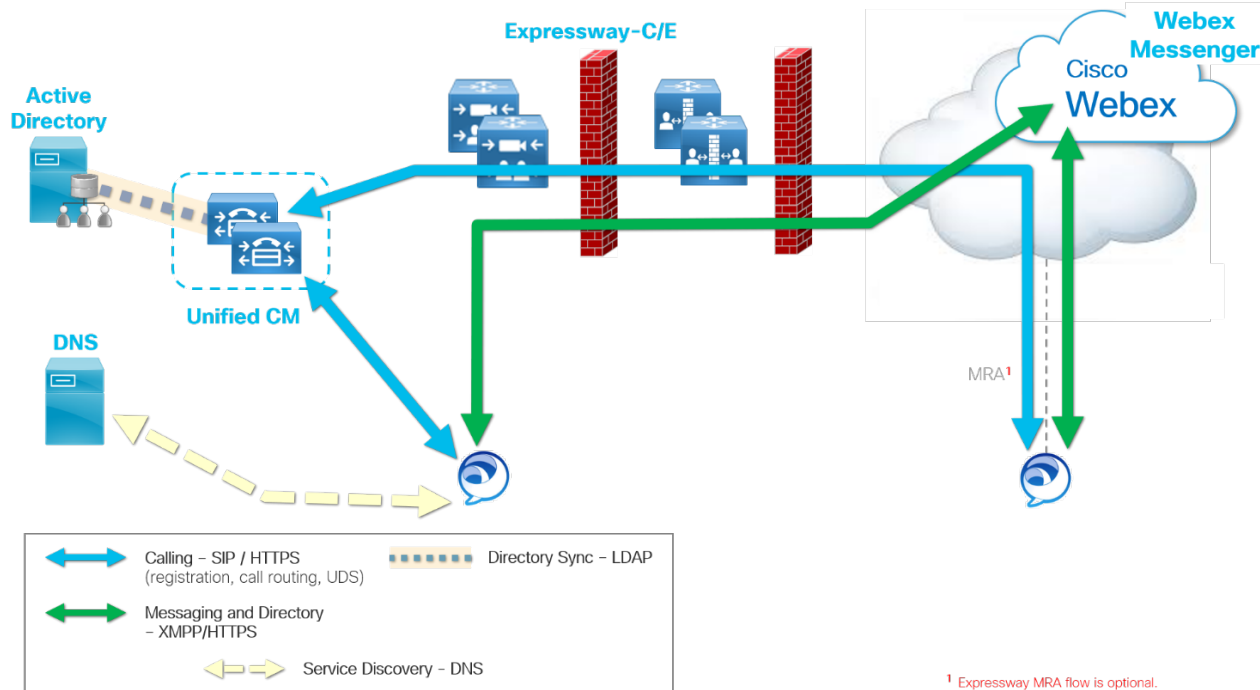 Expressway-C/E
Webex
Messenger
Cisco
Webex
Active
Directory
Unified CM
DNS
MRA1
Calling – SIP / HTTPS
(registration, call routing, UDS)
Directory Sync – LDAP
Messaging and Directory
– XMPP/HTTPS
Service Discovery – DNS
1 Expressway MRA flow is optional.